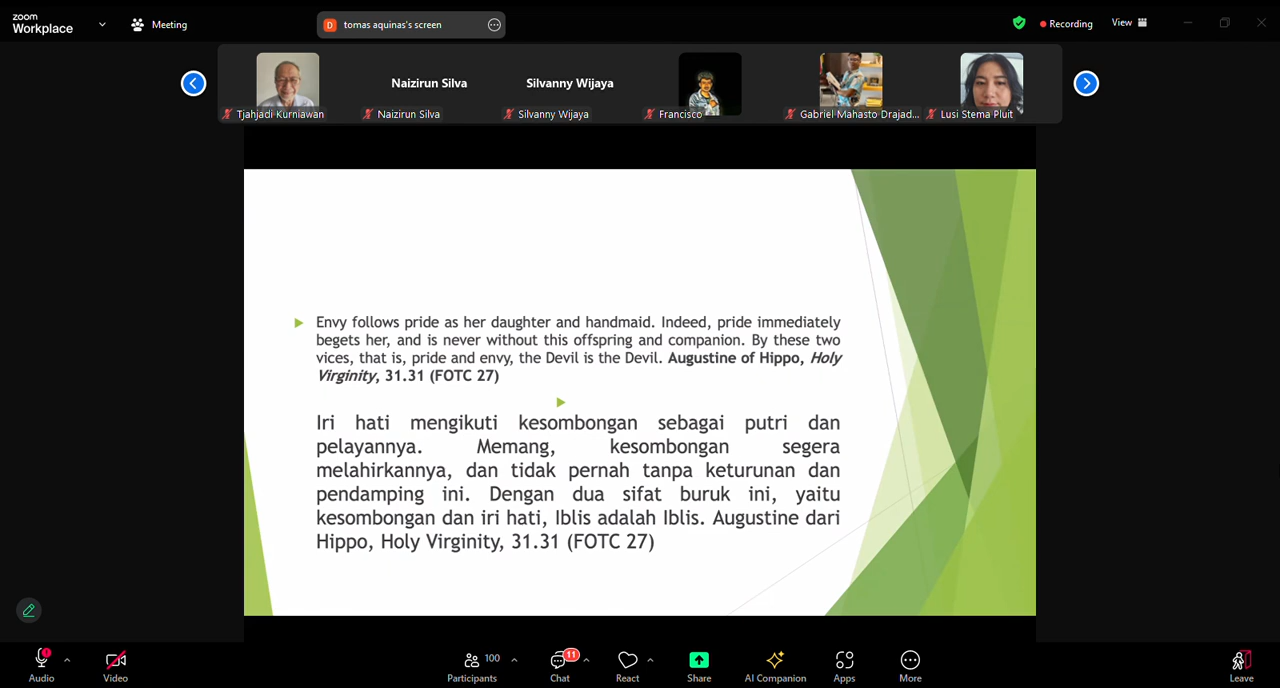 zoom
Workplace
Meeting
D tomas aquinas's screen
Recording
View
Naizirun Silva
Silvanny Wijaya
Tjahjadi Kurniawan
Naizirun Silva
Silvanny Wijaya
Francisco
Gabriel Mahasto Drajad...
Lusi Stema Pluit
Envy follows pride as her daughter and handmaid. Indeed, pride immediately
begets her, and is never without this offspring and companion. By these two
vices, that is, pride and envy, the Devil is the Devil. Augustine of Hippo, Holy
Virginity, 31.31 (FOTC 27)
Iri hati mengikuti kesombongan sebagai putri dan
pelayannya. Memang, kesombongan segera
melahirkannya, dan tidak pernah tanpa keturunan dan
pendamping ini. Dengan dua sifat buruk ini, yaitu
kesombongan dan iri hati, Iblis adalah Iblis. Augustine dari
Hippo, Holy Virginity, 31.31 (FOTC 27)
Audio
Video
100
Participants
11
Chat
React
Share
AI Companion
Apps
More
Leave